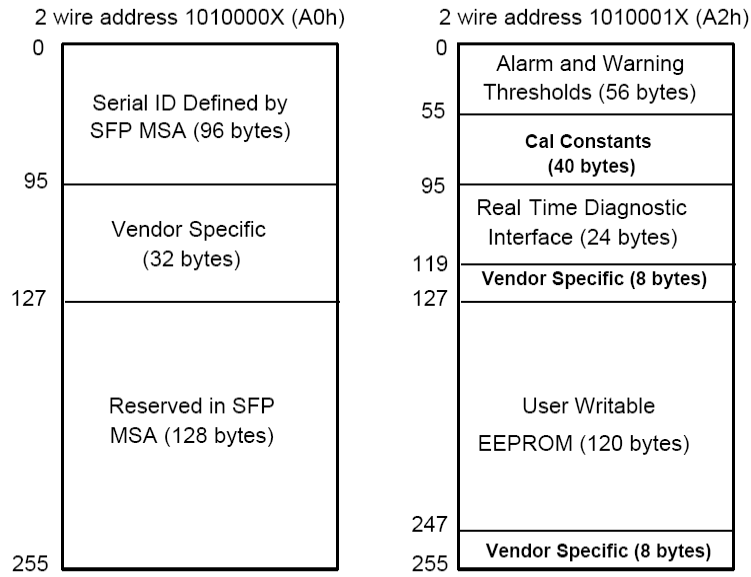 2 wire address 1010000X (A0h)
0
Serial ID Defined by
SFP MSA (96 bytes)
95
Vendor Specific
(32 bytes)
127
Reserved in SFP
MSA (128 bytes)
255
2 wire address 1010001X (A2h)
0
Alarm and Warning
Thresholds (56 bytes)
55
Cal Constants
(40 bytes)
95
Real Time Diagnostic
Interface (24 bytes)
119
Vendor Specific (8 bytes)
127
User Writable
EEPROM (120 bytes)
247
Vendor Specific (8 bytes)
255